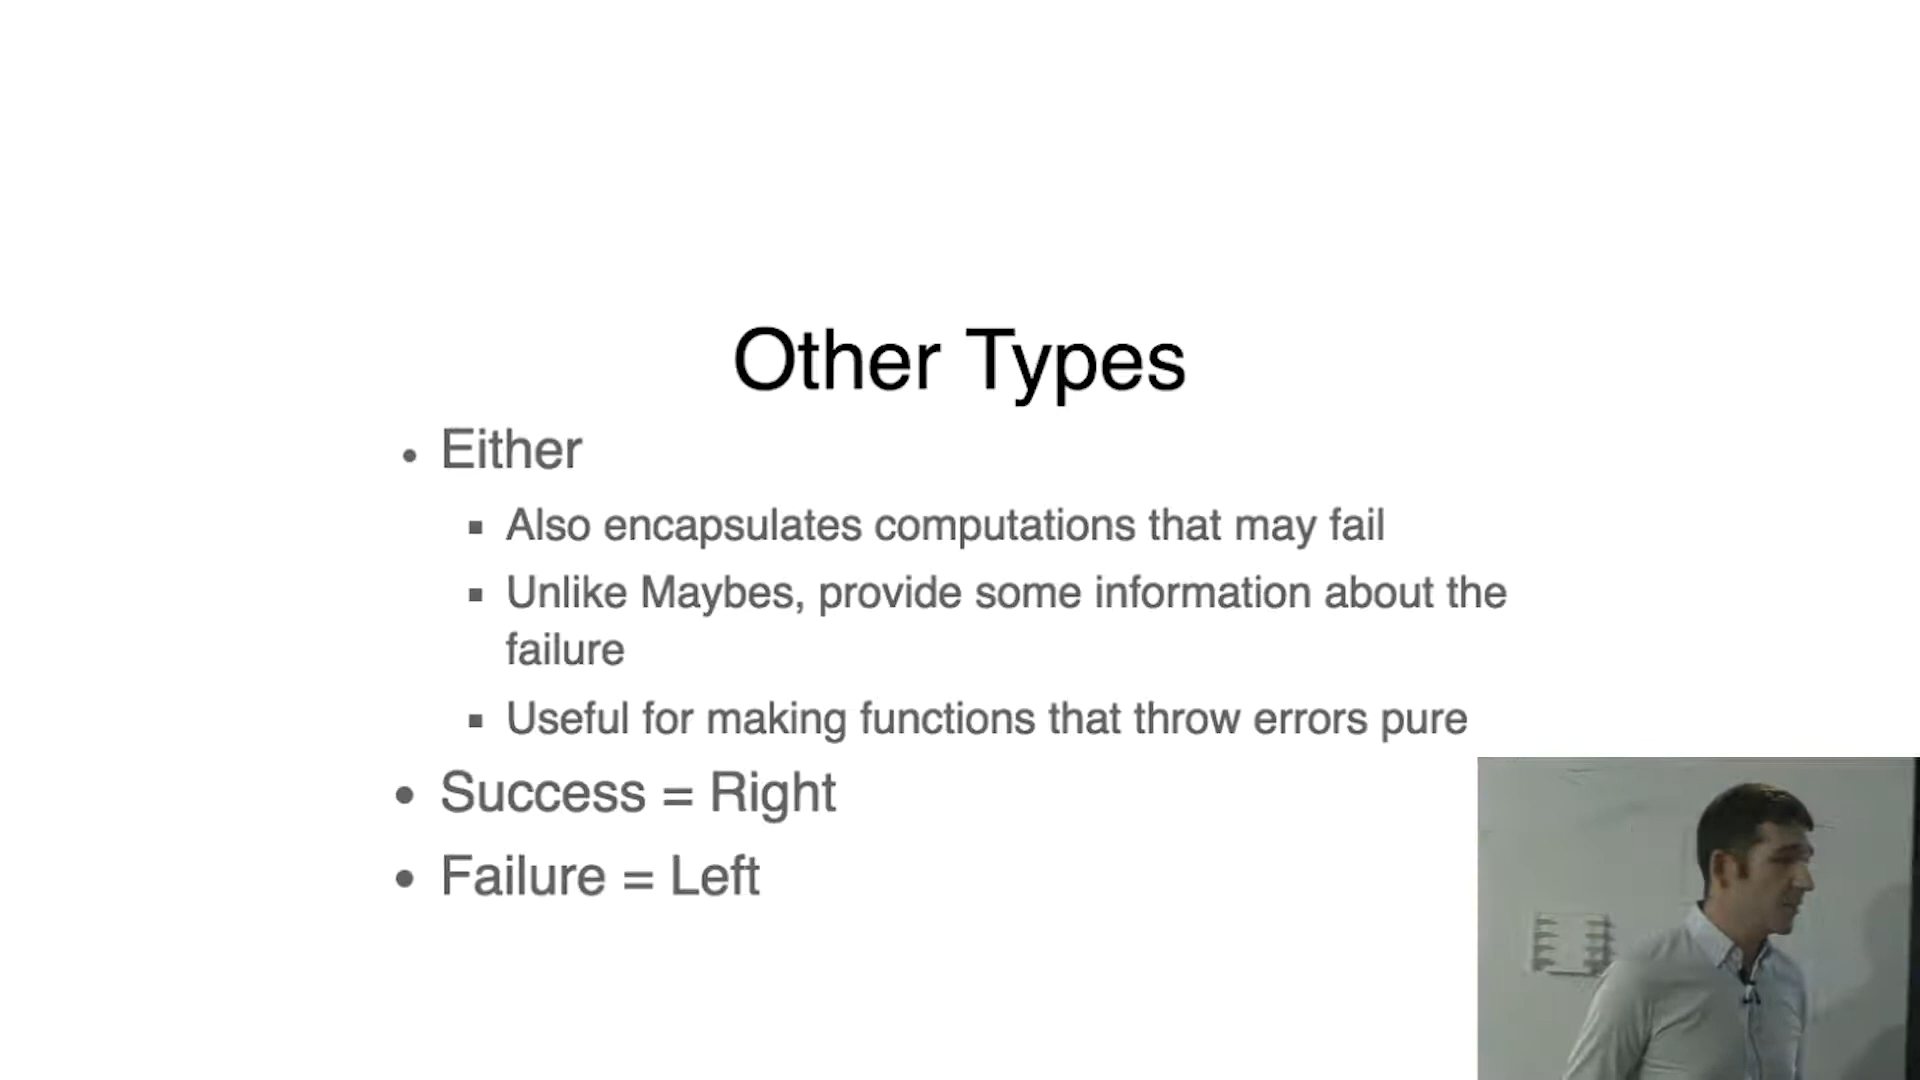 Other Types
• Either
▪ Also encapsulates computations that may fail
▪ Unlike Maybes, provide some information about the
failure
▪ Useful for making functions that throw errors pure
• Success = Right
• Failure = Left